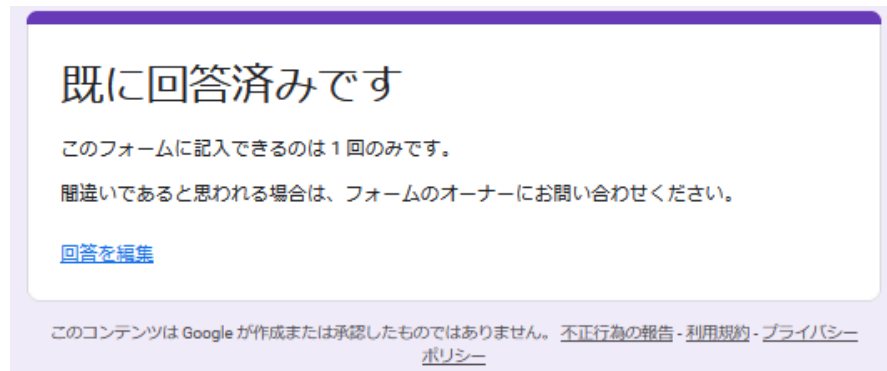 既に回答済みです
このフォームに記入できるのは 1 回のみです。
間違いであると思われる場合は、フォームのオーナーにお問い合わせください。
回答を編集
このコンテンツは Google が作成または承認したものではありません。 不正行為の報告 - 利用規約 - プライバシー
ポリシー